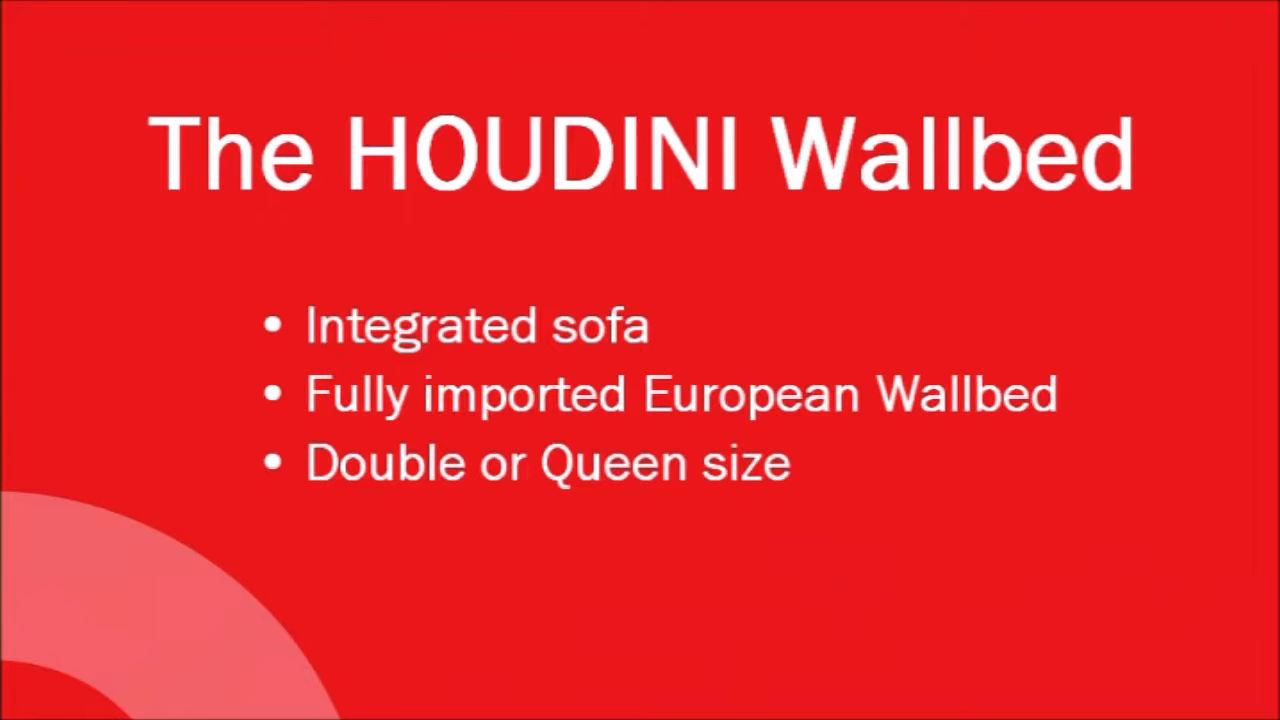 The HOUDINI Wallbed
• Integrated sofa
• Fully imported European Wallbed
• Double or Queen size